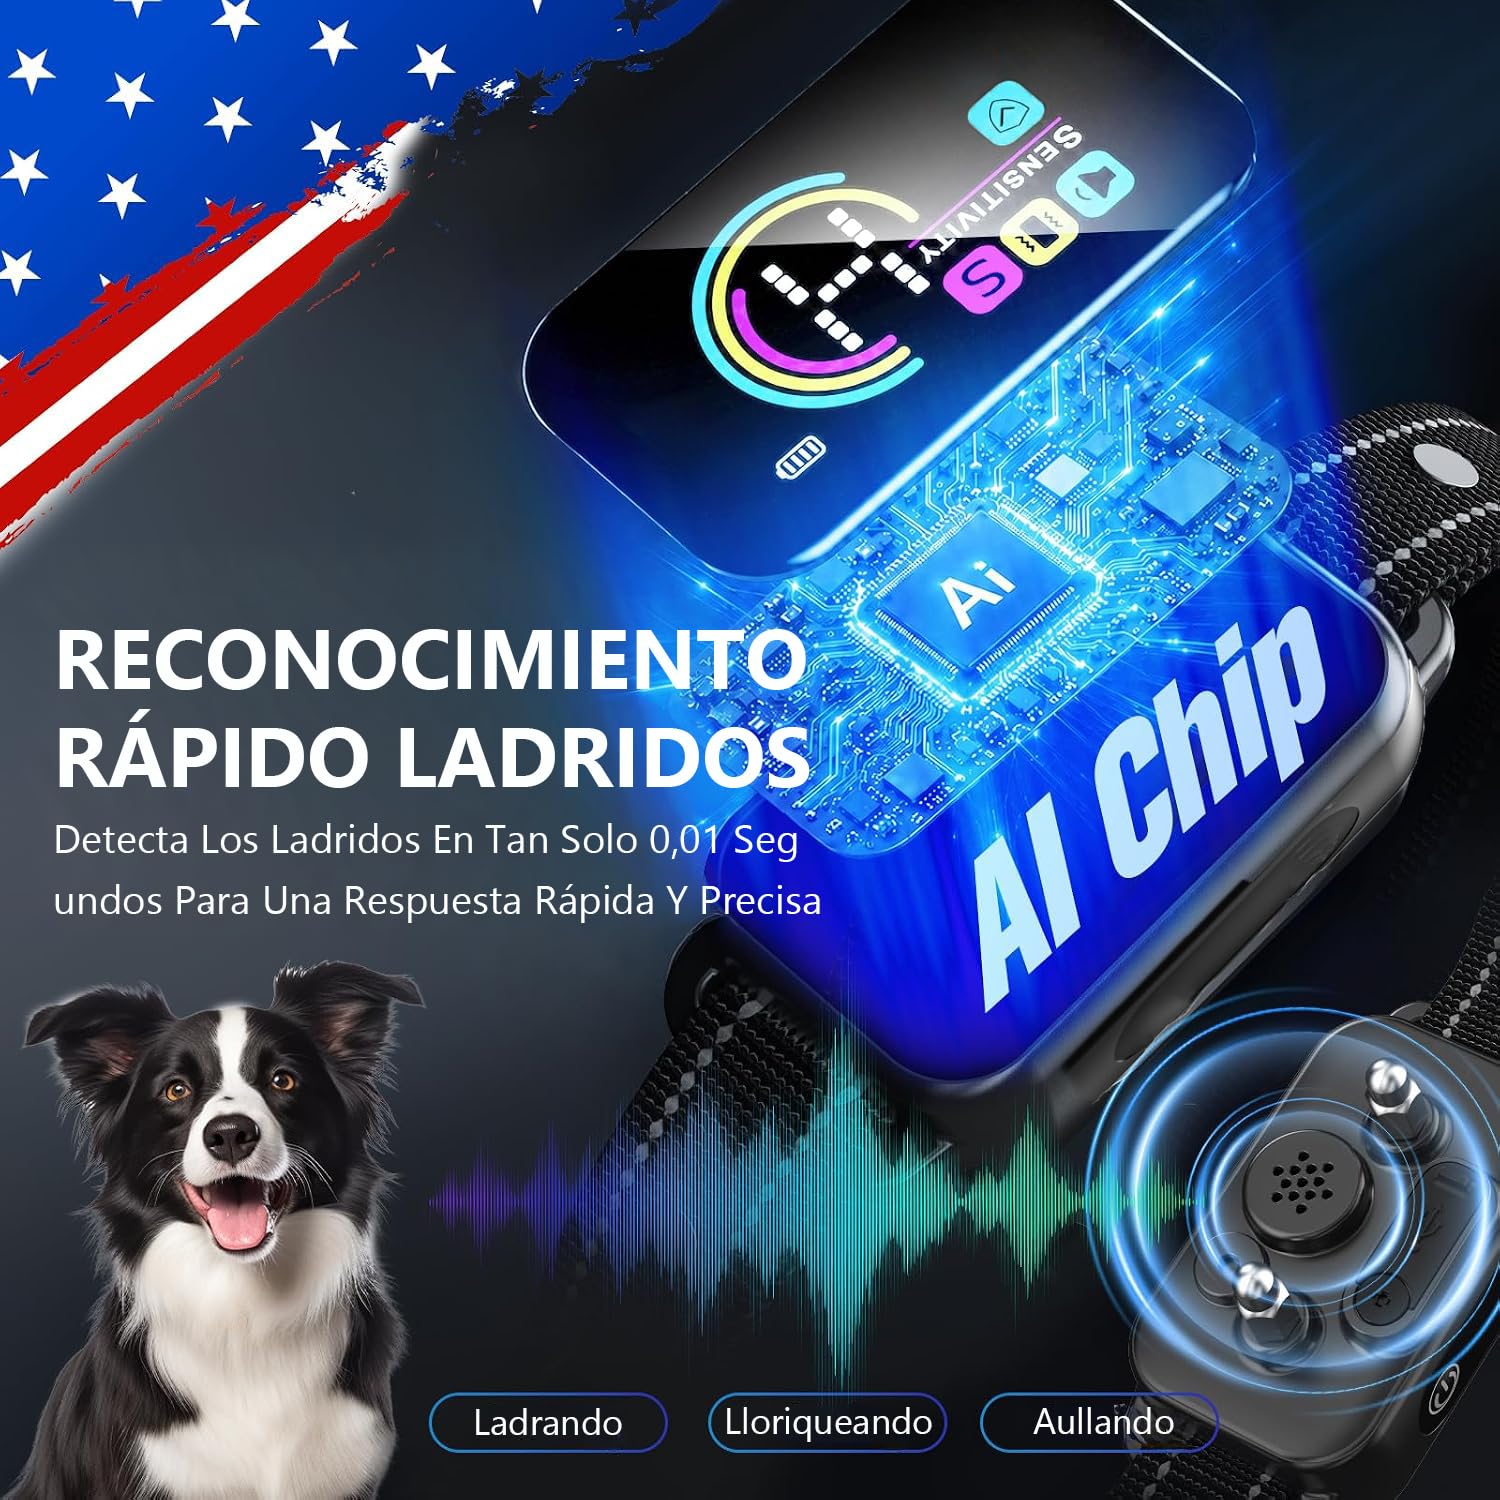 SENSITIVITY
S
Ai
AI Chip
RECONOCIMIENTO
RÁPIDO LADRIDOS
Detecta Los Ladridos En Tan Solo 0,01 Seg
undos Para Una Respuesta Rápida Y Precisa
Ladrando
Lloriqueando
Aullando